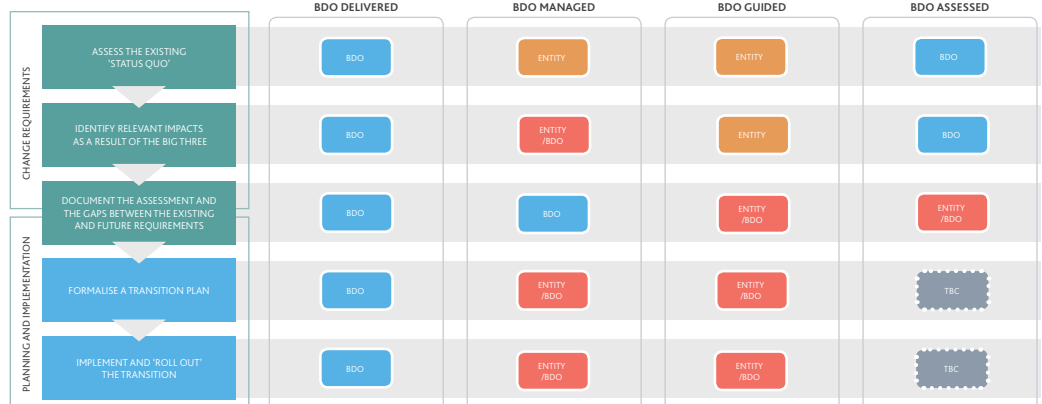 BDO DELIVERED
BDO MANAGED
BDO GUIDED
BDO ASSESSED
CHANGE REQUIREMENTS
ASSESS THE EXISTING
'STATUS QUO'
BDO
ENTITY
ENTITY
BDO
IDENTIFY RELEVANT IMPACTS
AS A RESULT OF THE BIG THREE
BDO
ENTITY
/BDO
ENTITY
BDO
DOCUMENT THE ASSESSMENT AND
THE GAPS BETWEEN THE EXISTING
AND FUTURE REQUIREMENTS
BDO
BDO
ENTITY
/BDO
ENTITY
/BDO
PLANNING AND IMPLEMENTATION
FORMALISE A TRANSITION PLAN
BDO
ENTITY
/BDO
ENTITY
/BDO
TBC
IMPLEMENT AND 'ROLL OUT'
THE TRANSITION
BDO
ENTITY
/BDO
ENTITY
/BDO
TBC